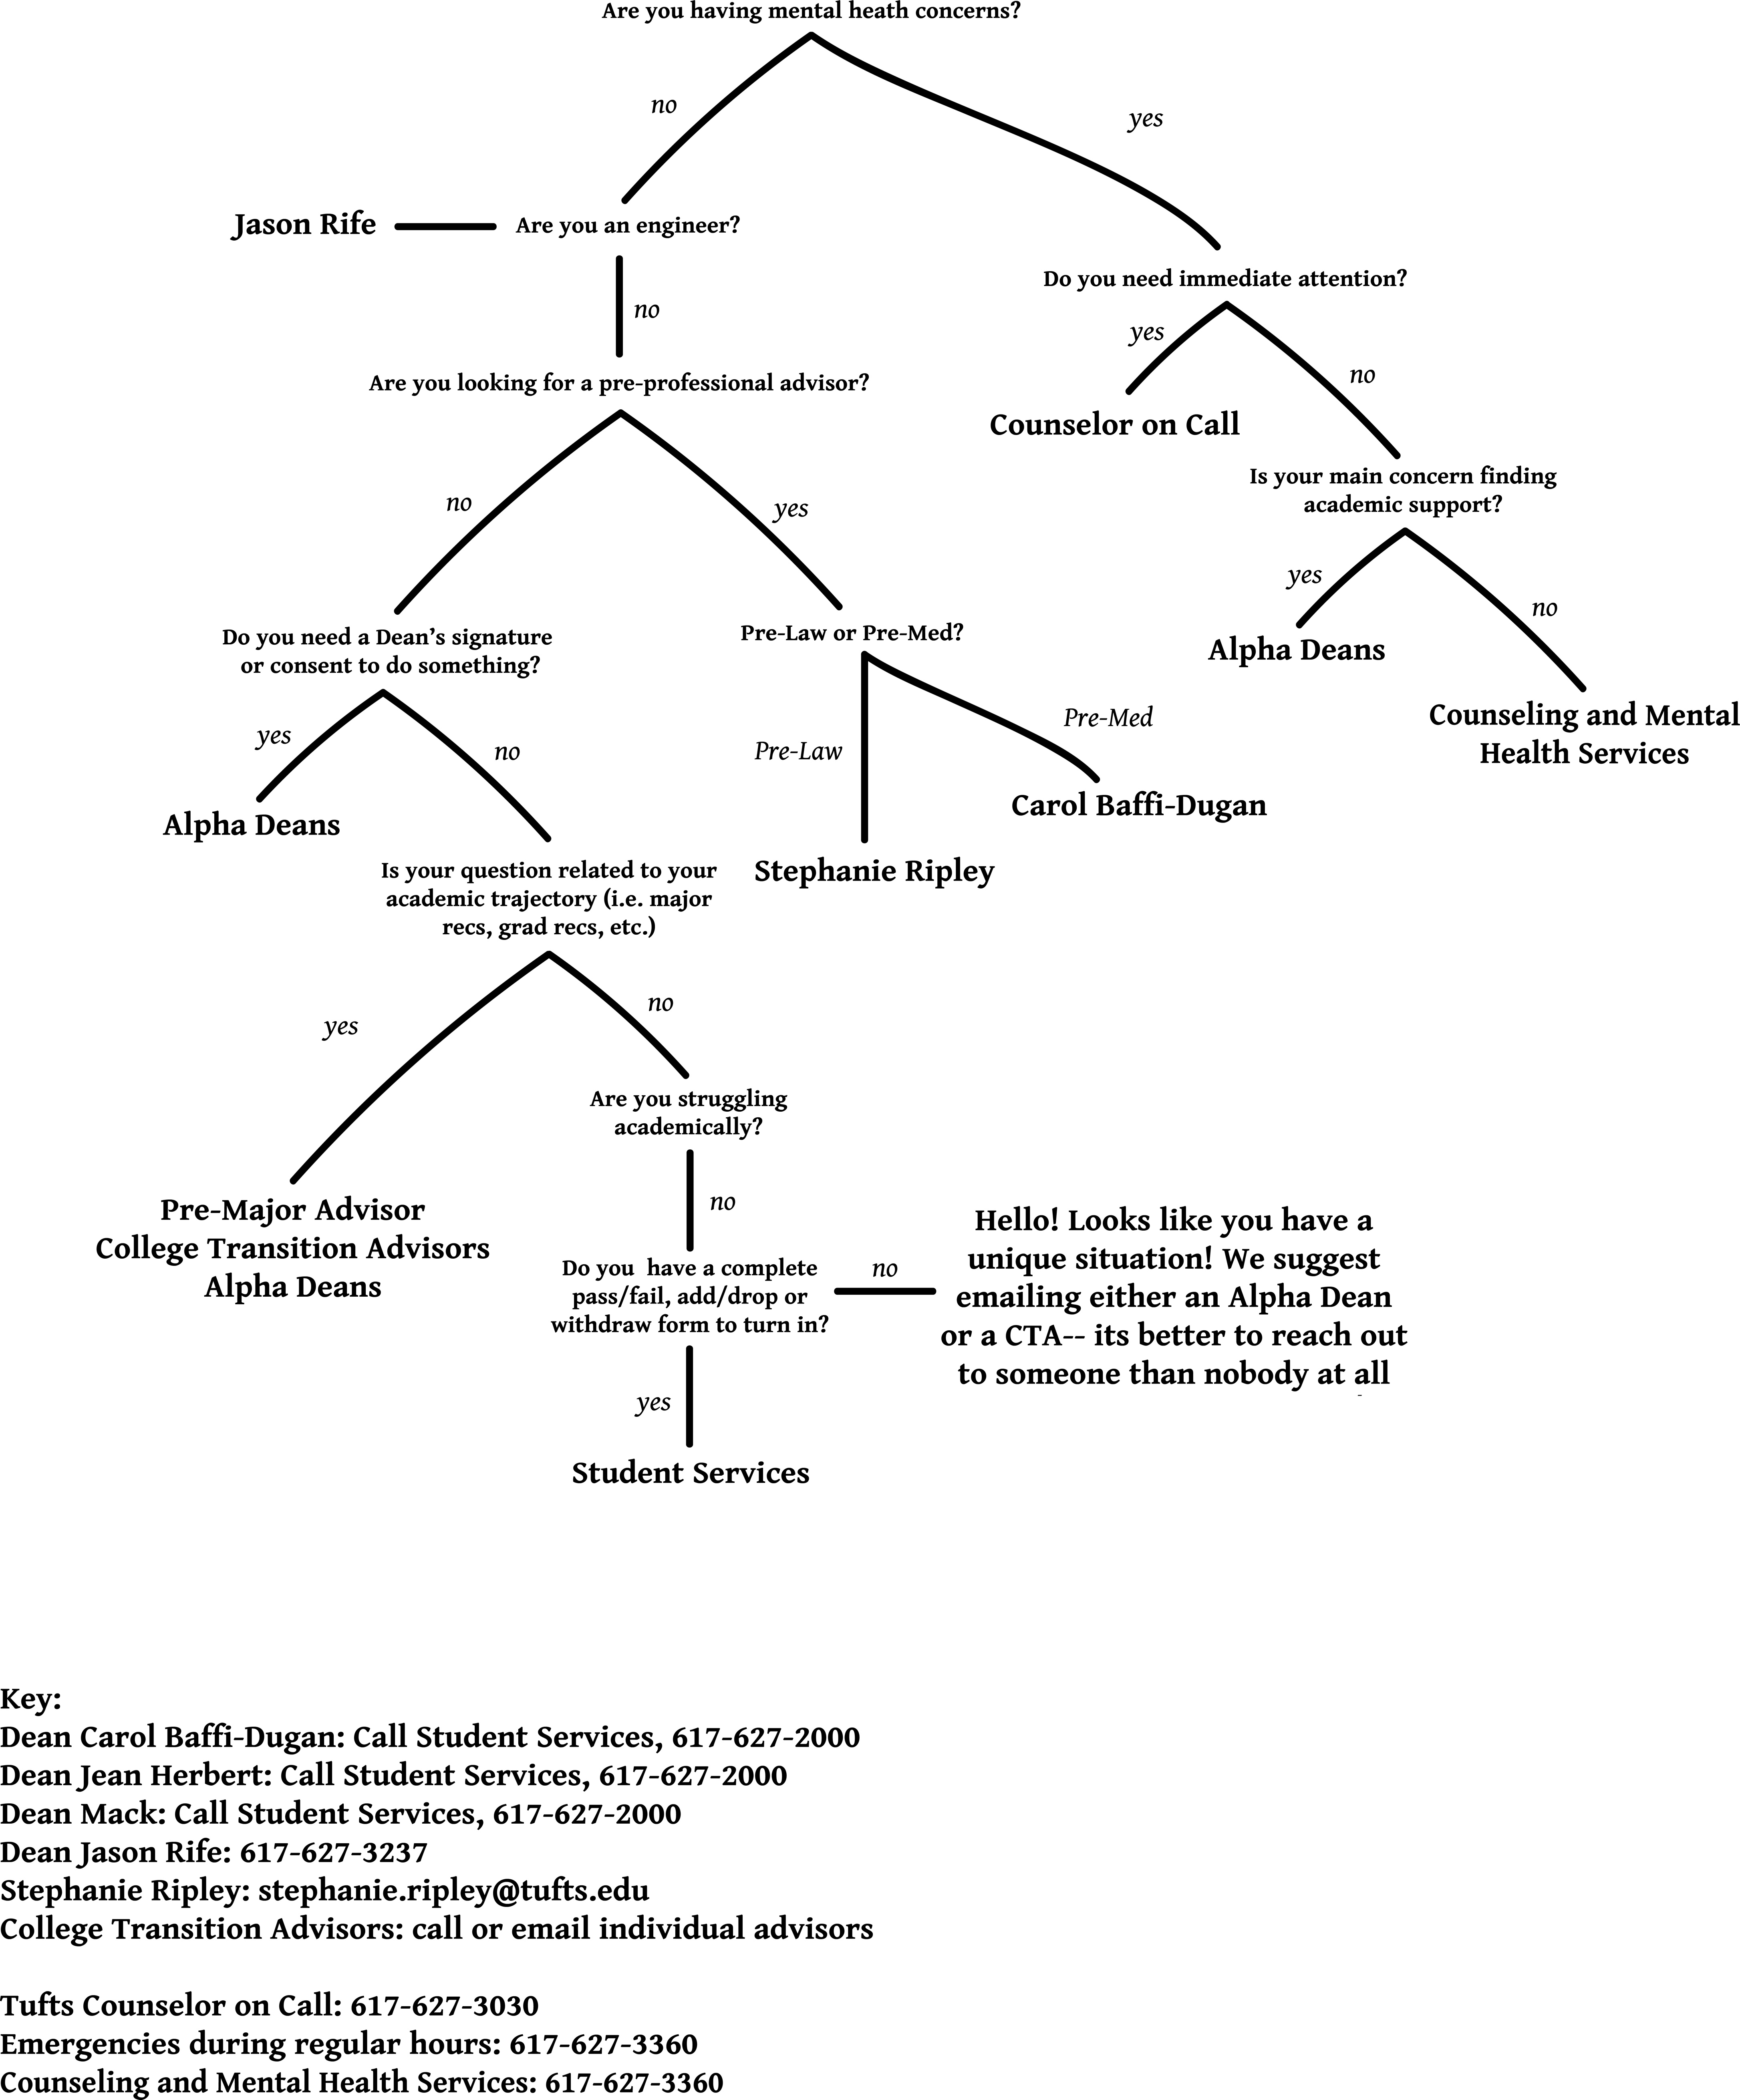 Are you having mental heath concerns?
no
yes
Jason Rife
Are you an engineer?
no
Do you need immediate attention?
yes
no
Counselor on Call
Are you looking for a pre-professional advisor?
no
yes
Is your main concern finding
academic support?
yes
no
Alpha Deans
Counseling and Mental
Health Services
Do you need a Dean’s signature
or consent to do something?
yes
no
Alpha Deans
Pre-Law or Pre-Med?
Pre-Law
Pre-Med
Carol Baffi-Dugan
Stephanie Ripley
Is your question related to your
academic trajectory (i.e. major
recs, grad recs, etc.)
yes
no
Pre-Major Advisor
College Transition Advisors
Alpha Deans
Are you struggling
academically?
no
Do you  have a complete
pass/fail, add/drop or
withdraw form to turn in?
no
Hello! Looks like you have a
unique situation! We suggest
emailing either an Alpha Dean
or a CTA-- its better to reach out
to someone than nobody at all
yes
Student Services
Key:
Dean Carol Baffi-Dugan: Call Student Services, 617-627-2000
Dean Jean Herbert: Call Student Services, 617-627-2000
Dean Mack: Call Student Services, 617-627-2000
Dean Jason Rife: 617-627-3237
Stephanie Ripley: stephanie.ripley@tufts.edu
College Transition Advisors: call or email individual advisors
Tufts Counselor on Call: 617-627-3030
Emergencies during regular hours: 617-627-3360
Counseling and Mental Health Services: 617-627-3360